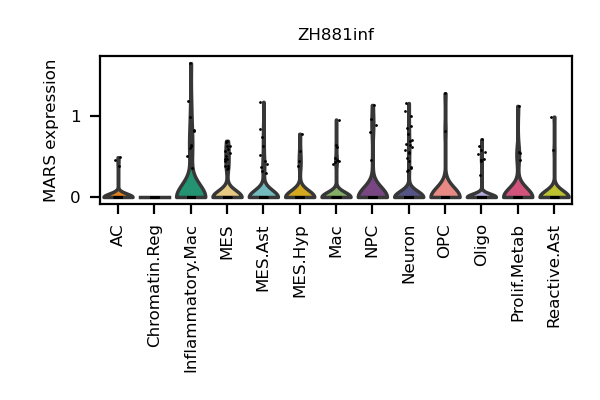 ZH881inf
MARS expression
1
0
AC
Chromatin.Reg
Inflammatory.Mac
MES
MES.Ast
MES.Hyp
Mac
NPC
Neuron
OPC
Oligo
Prolif.Metab
Reactive.Ast